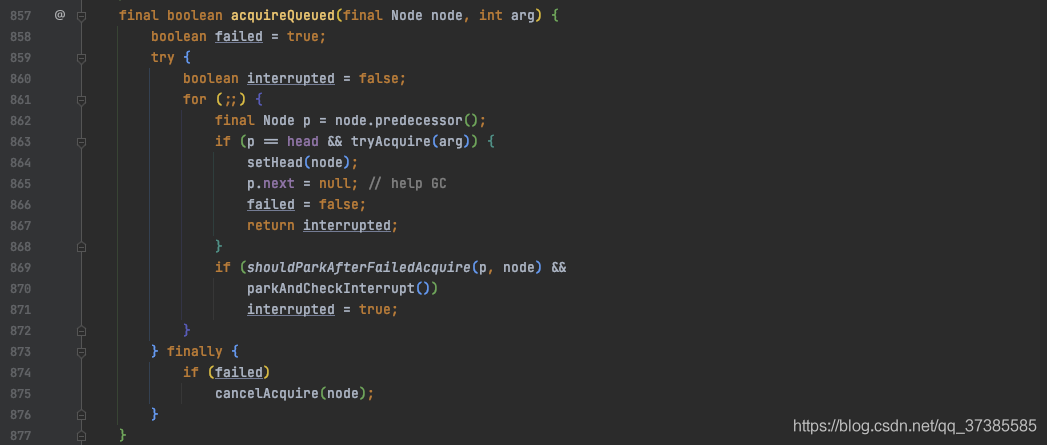 857 @ final boolean acquireQueued(final Node node, int arg) {
858 boolean failed = true;
859 try {
860 boolean interrupted = false;
861 for (;;) {
862 final Node p = node.predecessor();
863 if (p == head && tryAcquire(arg)) {
864 setHead(node);
865 p.next = null; // help GC
866 failed = false;
867 return interrupted;
868 }
869 if (shouldParkAfterFailedAcquire(p, node) &&
870 parkAndCheckInterrupt())
871 interrupted = true;
872 }
873 } finally {
874 if (failed)
875 cancelAcquire(node);
876 }
877 }
https://blog.csdn.net/qq_37385585